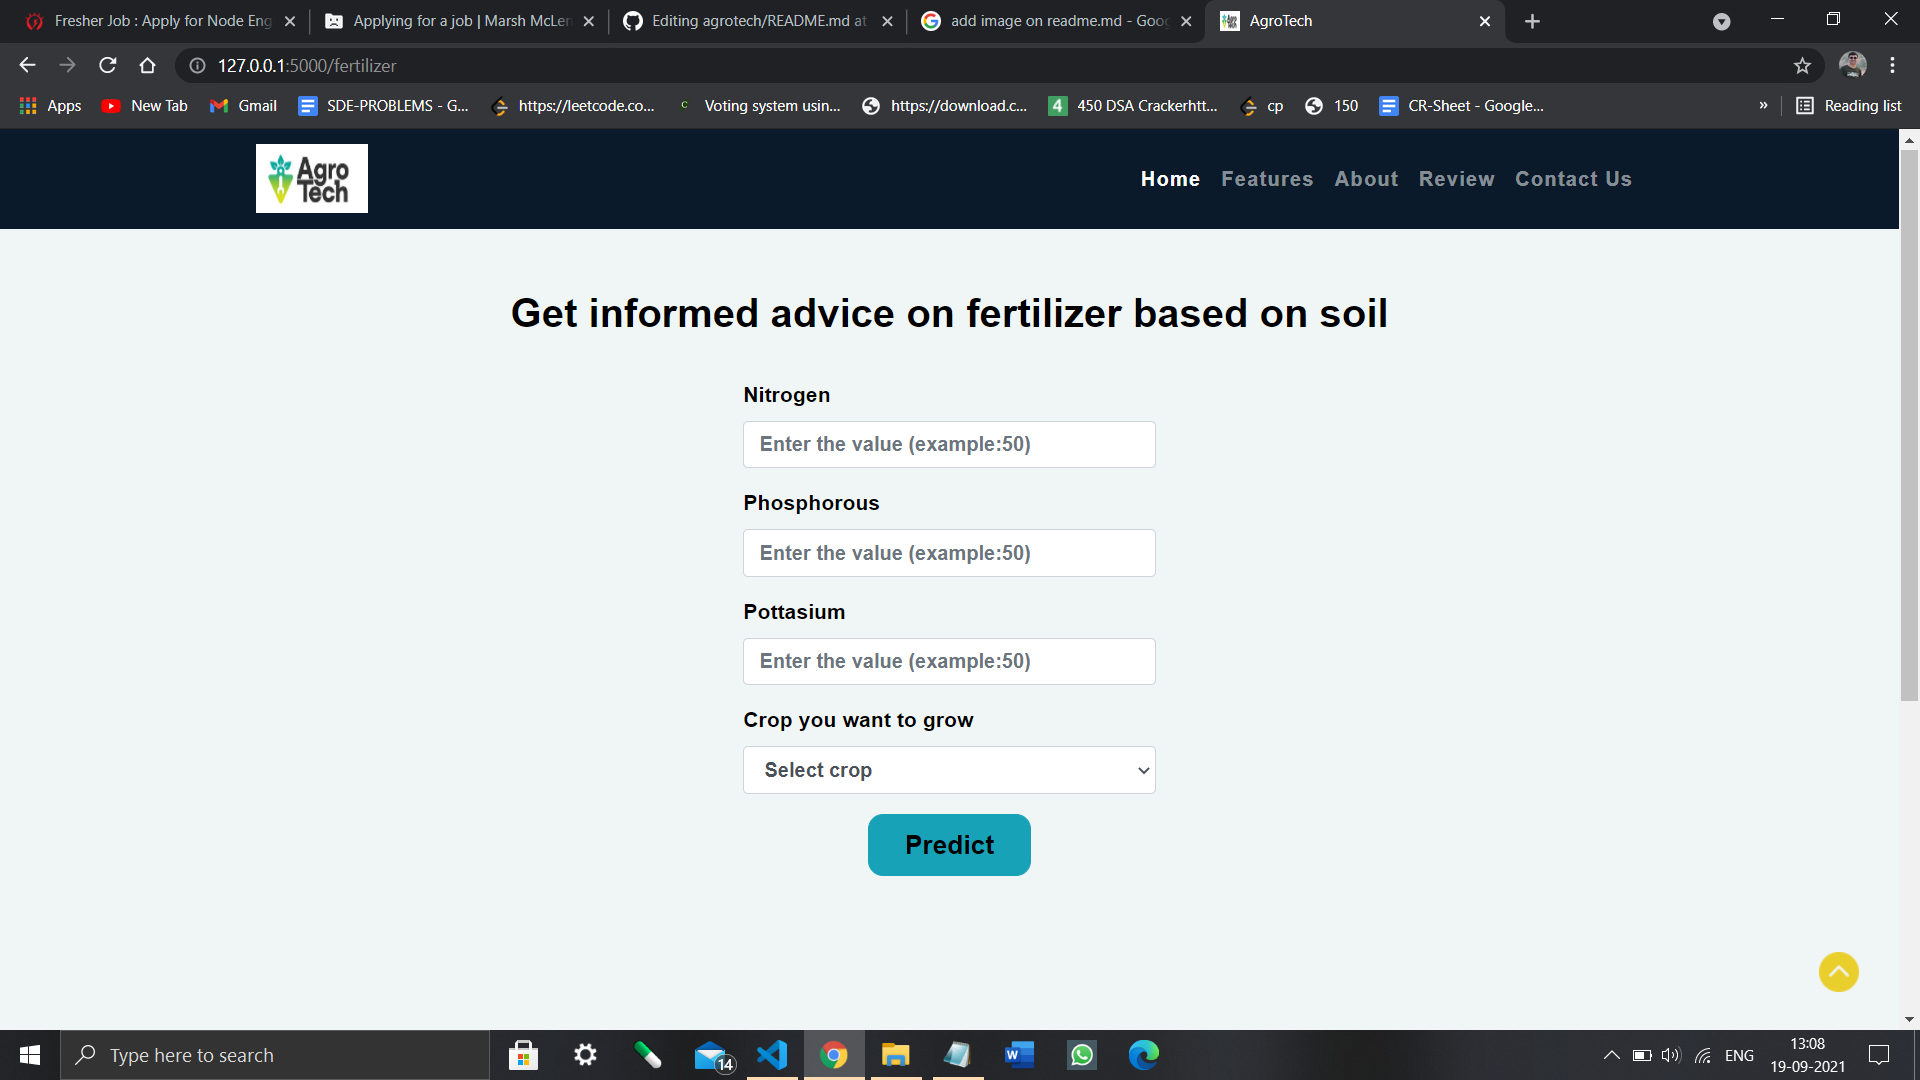 Fresher Job : Apply for Node Eng
Applying for a job | Marsh McLen
Editing agrotech/README.md at
add image on readme.md - Goog
AgroTech
127.0.0.1:5000/fertilizer
Apps
New Tab
Gmail
SDE-PROBLEMS - G...
https://leetcode.co...
C
Voting system usin...
https://download.c...
4
450 DSA Crackerhtt...
cp
150
CR-Sheet - Google...
»
Reading list
Agro
Tech
Home Features About Review Contact Us
Get informed advice on fertilizer based on soil
Nitrogen
Enter the value (example:50)
Phosphorous
Enter the value (example:50)
Pottasium
Enter the value (example:50)
Crop you want to grow
Select crop
Predict
Type here to search
14
ENG
13:08
19-09-2021